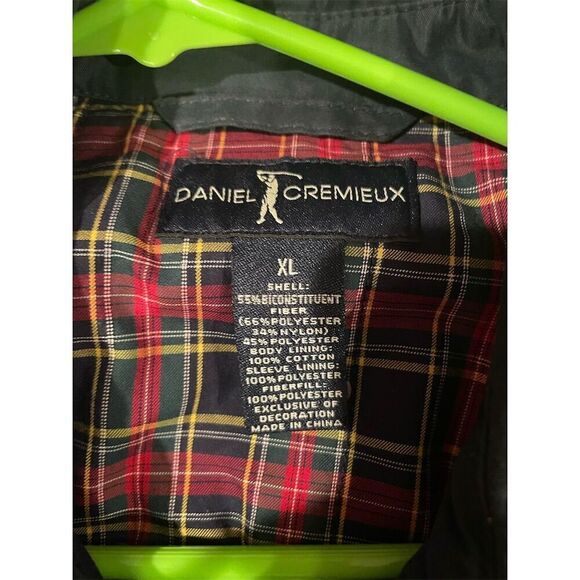 DANIEL CREMIEUX
XL
SHELL:
55%BICONSTITUENT
FIBER
(66%POLYESTER
34%NYLON)
45%POLYESTER
BODY LINING:
100%COTTON
SLEEVE LINING:
100%POLYESTER
FIBERFILL:
100%POLYESTER
EXCLUSIVE OF
DECORATION
MADE IN CHINA